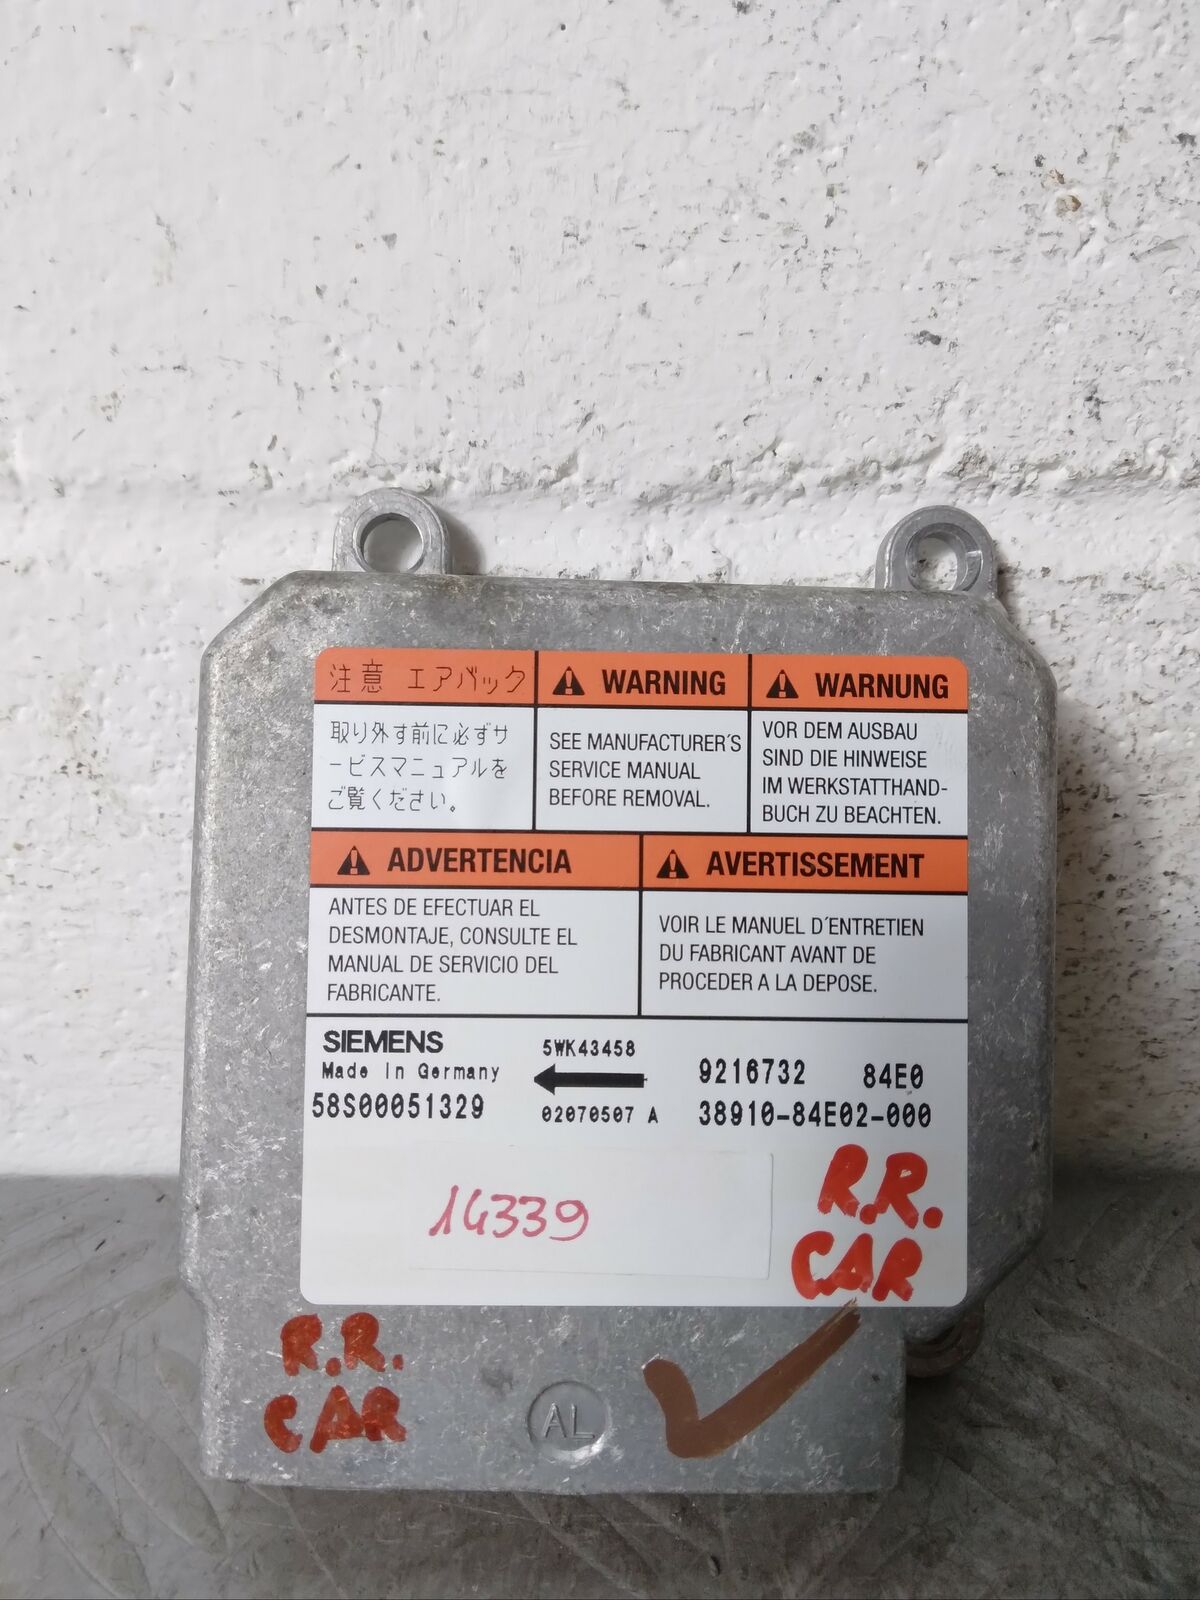 注意 エアバック
取り外す前に必ずサ
ービスマニュアルを
ご覧ください。
WARNING
SEE MANUFACTURER'S
SERVICE MANUAL
BEFORE REMOVAL.
WARNUNG
VOR DEM AUSBAU
SIND DIE HINWEISE
IM WERKSTATTHAND-
BUCH ZU BEACHTEN.
ADVERTENCIA
ANTES DE EFECTUAR EL
DESMONTAJE, CONSULTE EL
MANUAL DE SERVICIO DEL
FABRICANTE.
AVERTISSEMENT
VOIR LE MANUEL D'ENTRETIEN
DU FABRICANT AVANT DE
PROCEDER A LA DEPOSE.
SIEMENS
Made in Germany
58S00051329
5WK43458
02070507 A
9216732 84E0
38910-84E02-000
14339
R.R.
CAR
R.R.
CAR
AL